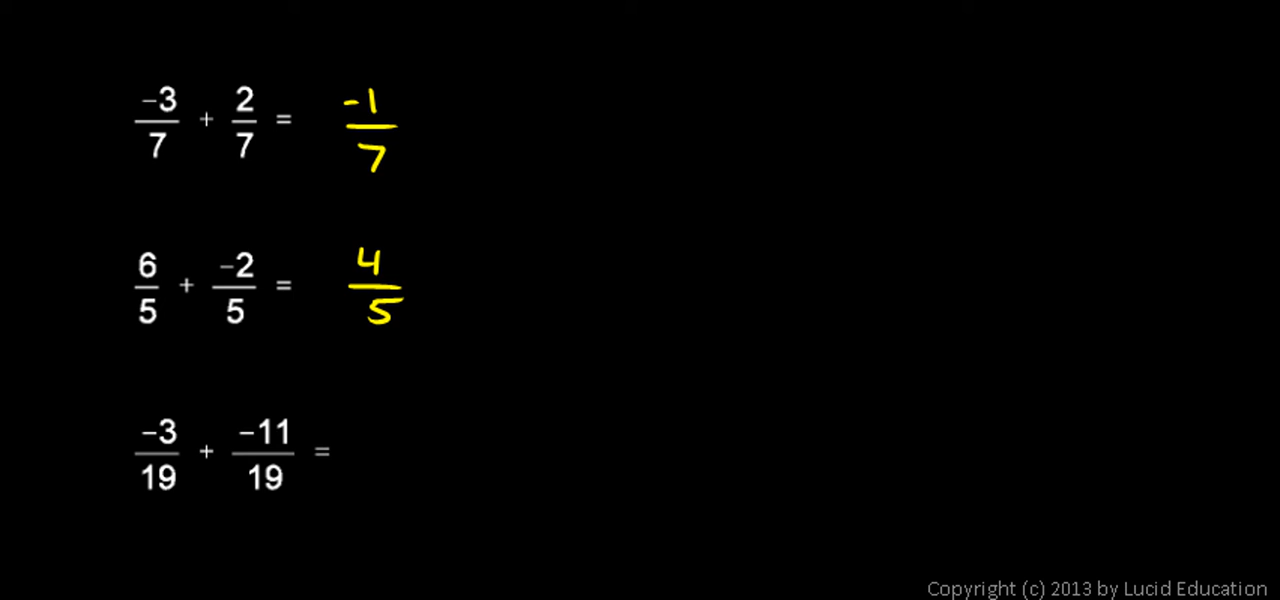 -3/7 + 2/7 = -1/7
6/5 + -2/5 = 4/5
-3/19 + -11/19 =
Copyright (c) 2013 by Lucid Education